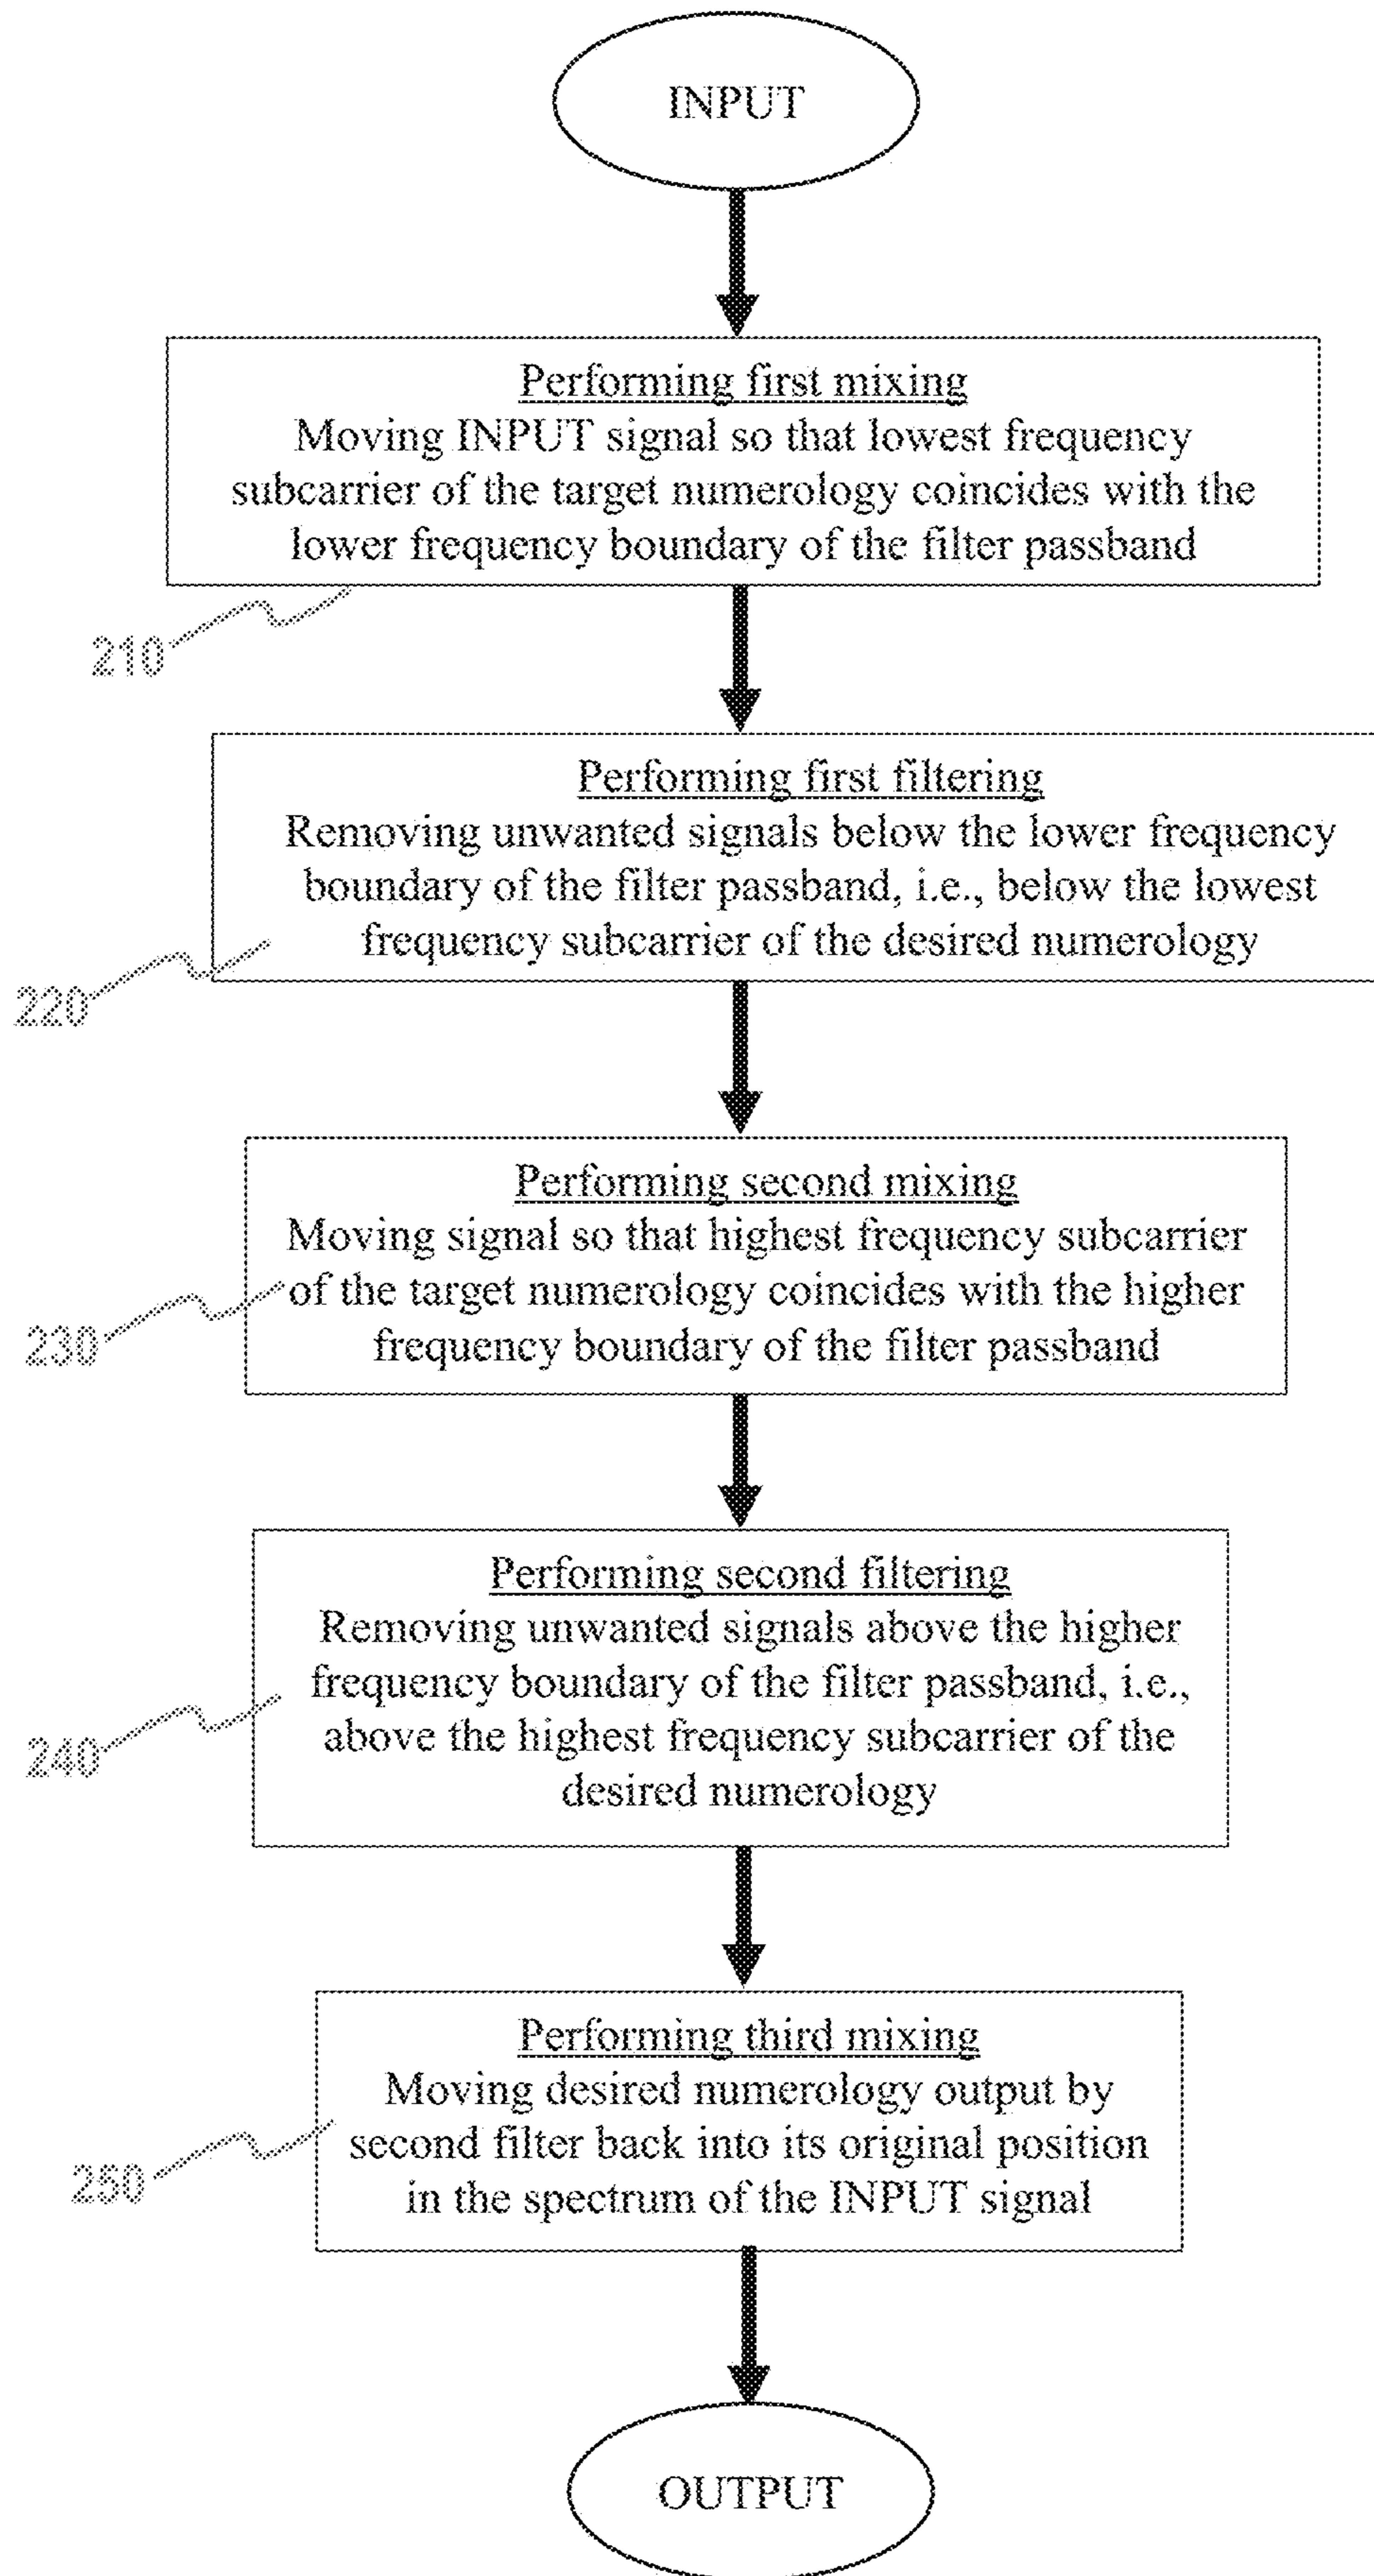 INPUT
Performing first mixing
Moving INPUT signal so that lowest frequency
subcarrier of the target numerology coincides with the
lower frequency boundary of the filter passband
210
Performing first filtering
Removing unwanted signals below the lower frequency
boundary of the filter passband, i.e., below the lowest
frequency subcarrier of the desired numerology
220
Performing second mixing
Moving signal so that highest frequency subcarrier
of the target numerology coincides with the higher
frequency boundary of the filter passband
230
Performing second filtering
Removing unwanted signals above the higher
frequency boundary of the filter passband, i.e.,
above the highest frequency subcarrier of the
desired numerology
240
Performing third mixing
Moving desired numerology output by
second filter back into its original position
in the spectrum of the INPUT signal
250
OUTPUT